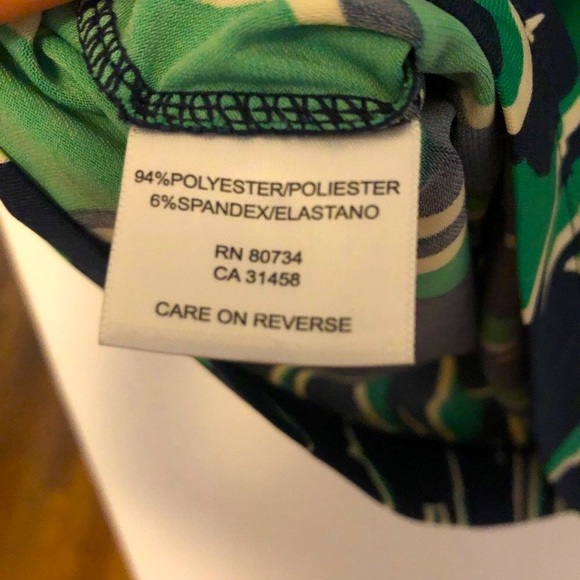 94%POLYESTER/POLIESTER
6%SPANDEX/ELASTANO
RN 80734
CA 31458
CARE ON REVERSE